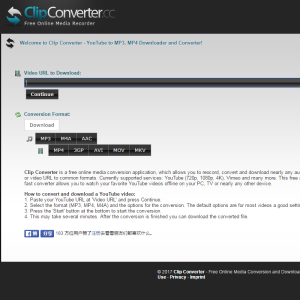 ClipConverter.cc
Free Online Media Recorder
Welcome to Clip Converter - YouTube to MP3, MP4 Downloader and Converter!
Video URL to Download:
Continue
Conversion Format:
Download
MP3 M4A AAC
MP4 3GP AVI MOV MKV
Clip Converter is a free online media conversion application, which allows you to reocord, convert and download nearly any au
or video URL to common formats. Currently supported services: YouTube (720p, 1080p, 4K), Vimeo and many more. This free a
fast converter allows you to watch your favorite YouTube videos offline on your PC, TV or nearly any other device.
How to convert and download a YouTube video:
1. Paste your YouTube URL at 'Video URL' and press Continue.
2. Select the format (MP3, MP4, M4A) and the options for the conversion. The default options are for most videos a good setti
3. Press the 'Start' button at the bottom to start the conversion.
4. This may take several minutes. After the conversion is finished you can download the converted file.
分享
© 2017 Clip Converter - Free Online Media Conversion and Downloa
Use - Privacy - Imprint